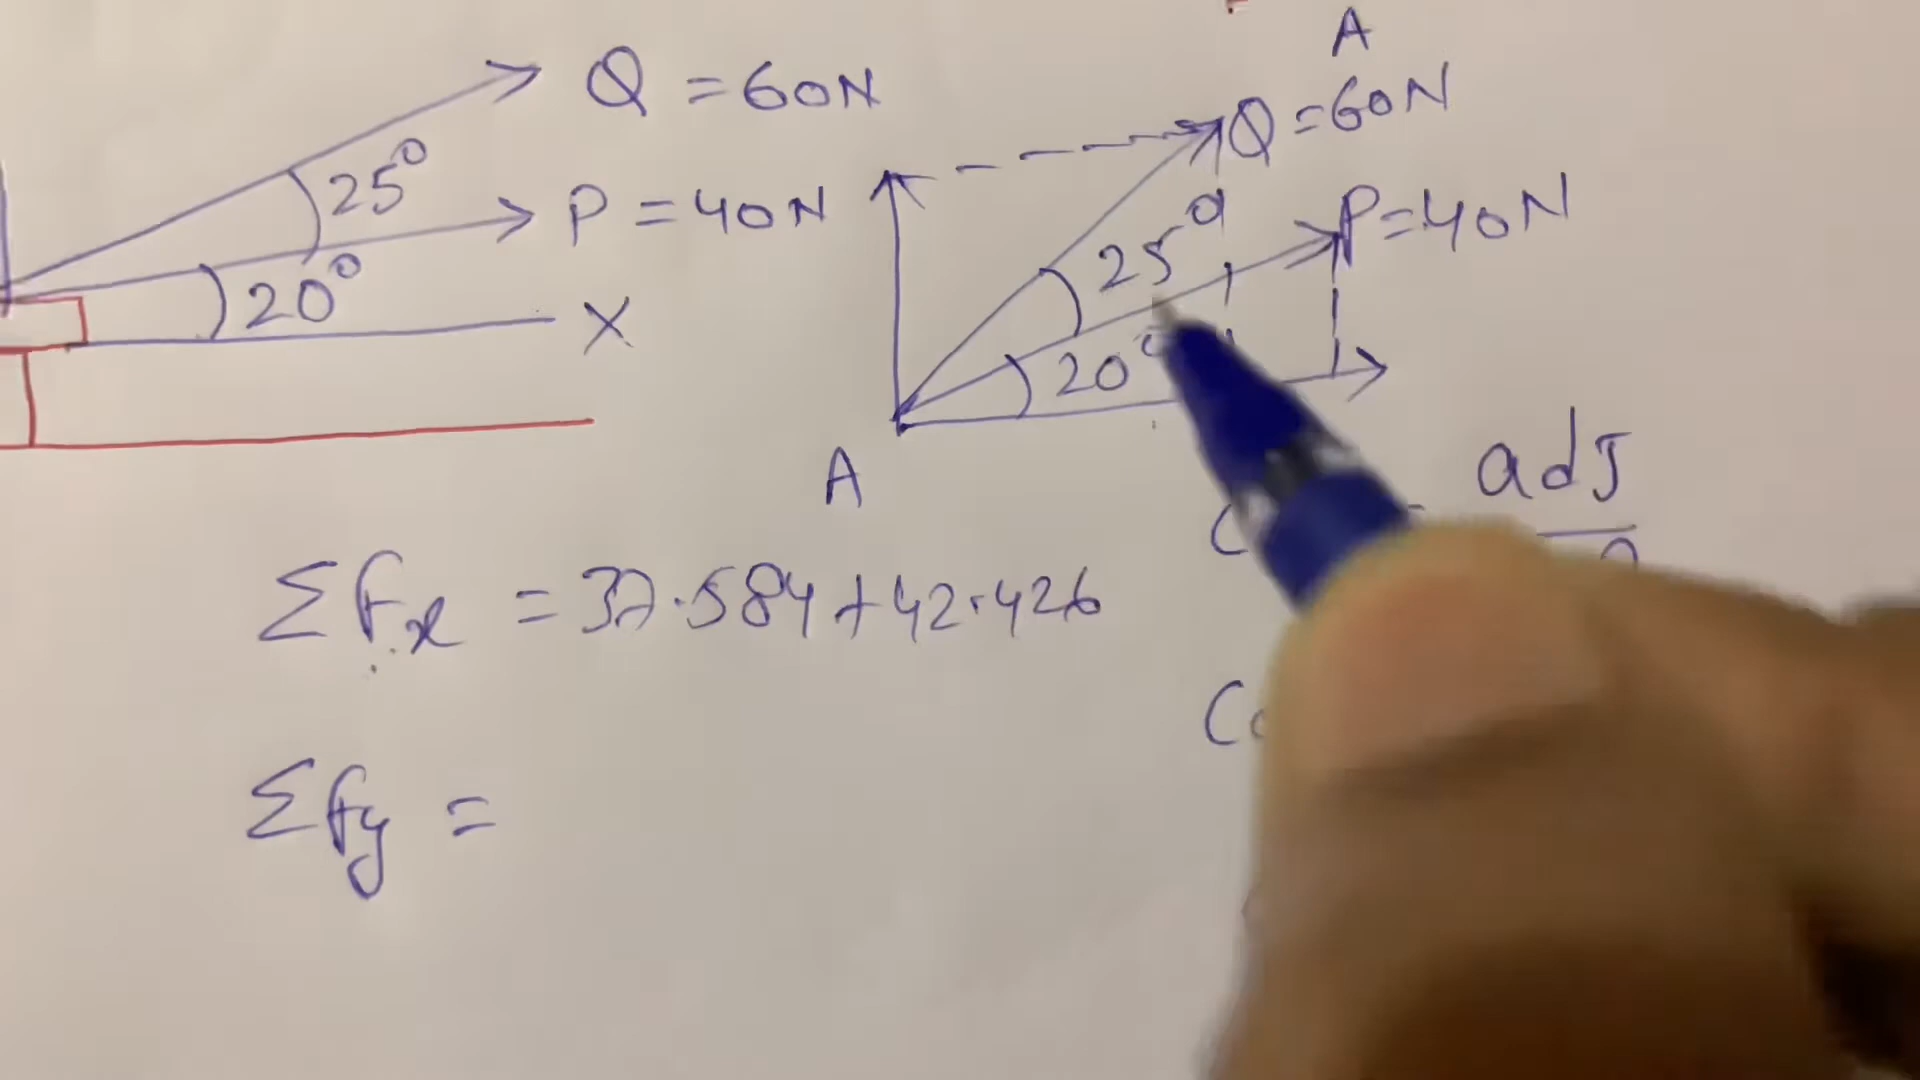 Q = 60N
25°
P = 40N
20°
X
A
Q = 60N
25°
P = 40N
20°
A
adj
Σfx = 37.584 + 42.426
Σfy =